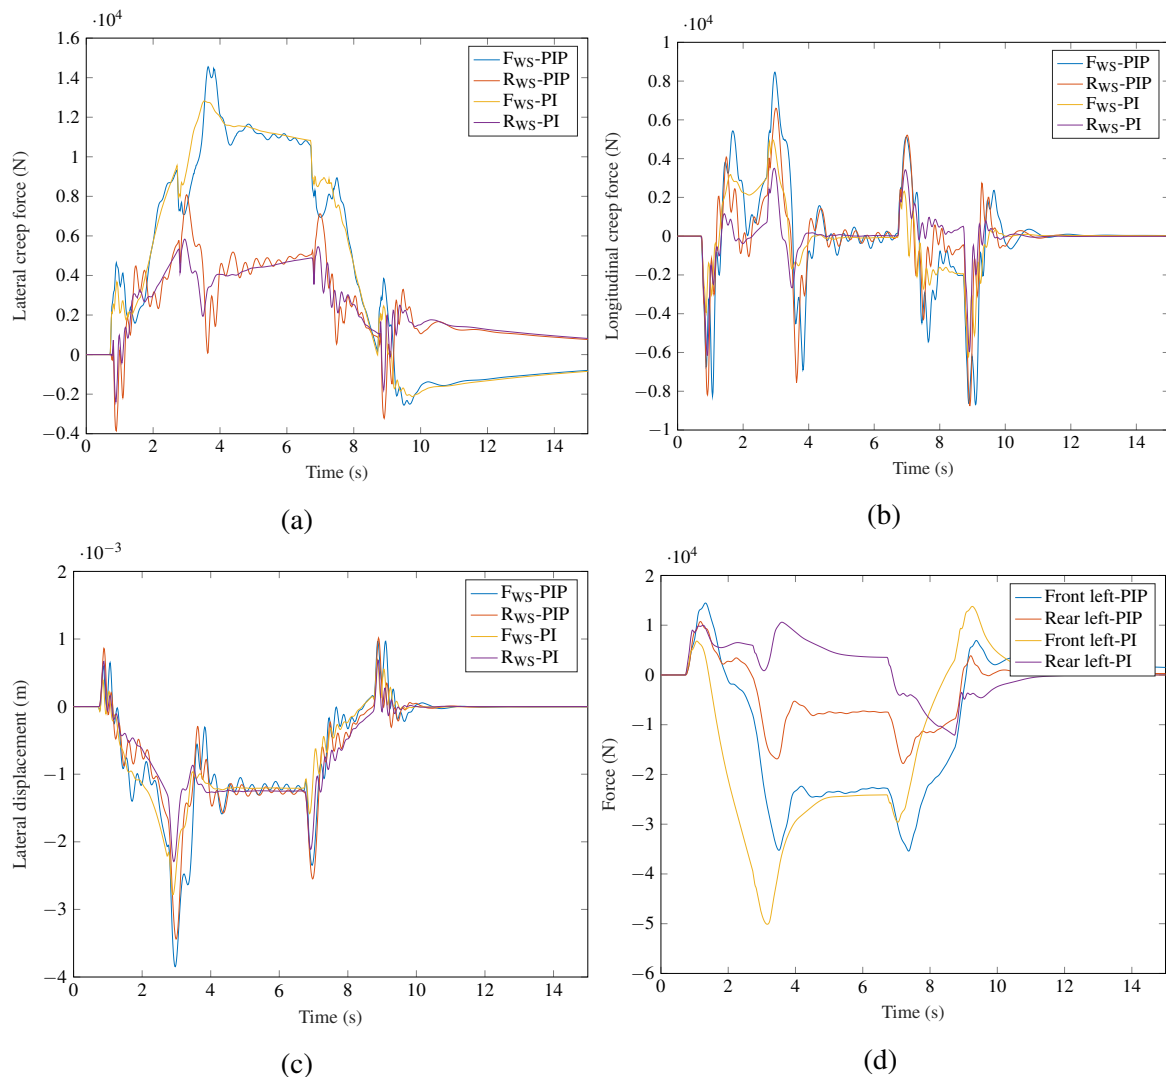 ·10⁴
1.6
1.4
1.2
1
0.8
0.6
0.4
0.2
0
−0.2
−0.4
0 2 4 6 8 10 12 14
Lateral creep force (N)
Time (s)
F_WS-PIP
R_WS-PIP
F_WS-PI
R_WS-PI
(a)
·10⁴
1
0.8
0.6
0.4
0.2
0
−0.2
−0.4
−0.6
−0.8
−1
0 2 4 6 8 10 12 14
Longitudinal creep force (N)
Time (s)
F_WS-PIP
R_WS-PIP
F_WS-PI
R_WS-PI
(b)
·10⁻³
2
1
0
−1
−2
−3
−4
0 2 4 6 8 10 12 14
Lateral displacement (m)
Time (s)
F_WS-PIP
R_WS-PIP
F_WS-PI
R_WS-PI
(c)
·10⁴
2
1
0
−1
−2
−3
−4
−5
−6
0 2 4 6 8 10 12 14
Force (N)
Time (s)
Front left-PIP
Rear left-PIP
Front left-PI
Rear left-PI
(d)